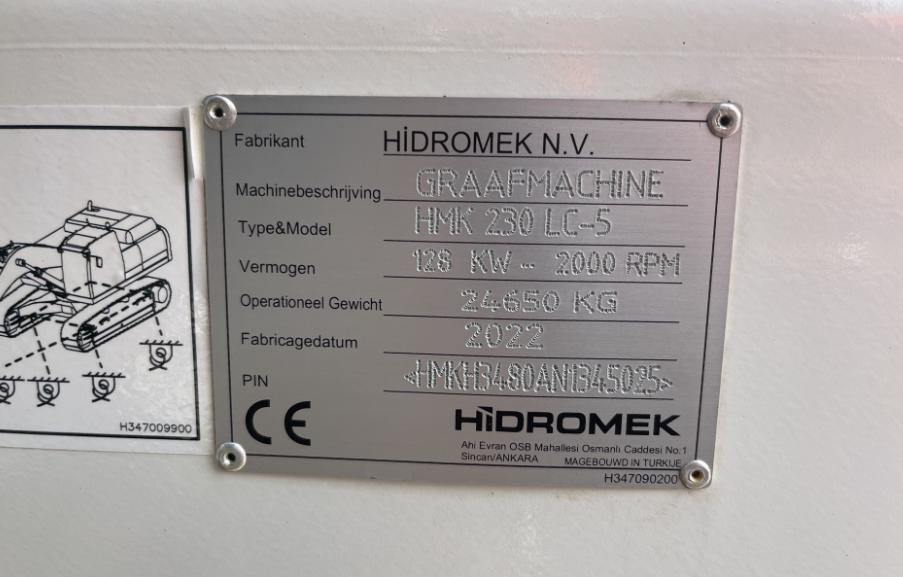 Fabrikant HİDROMEK N.V.
Machinebeschrijving GRAAFMACHINE
Type&Model HMK 230 LC-5
Vermogen 128 KW - 2000 RPM
Operationeel Gewicht 24650 KG
Fabricagedatum 2022
PIN <HMKH3480AN1345025>
CE HİDROMEK
Ahi Evran OSB Mahallesi Osmanlı Caddesi No.1
Sincan/ANKARA MAGEBOUWD IN TURKIJE
H347090200
H347009900